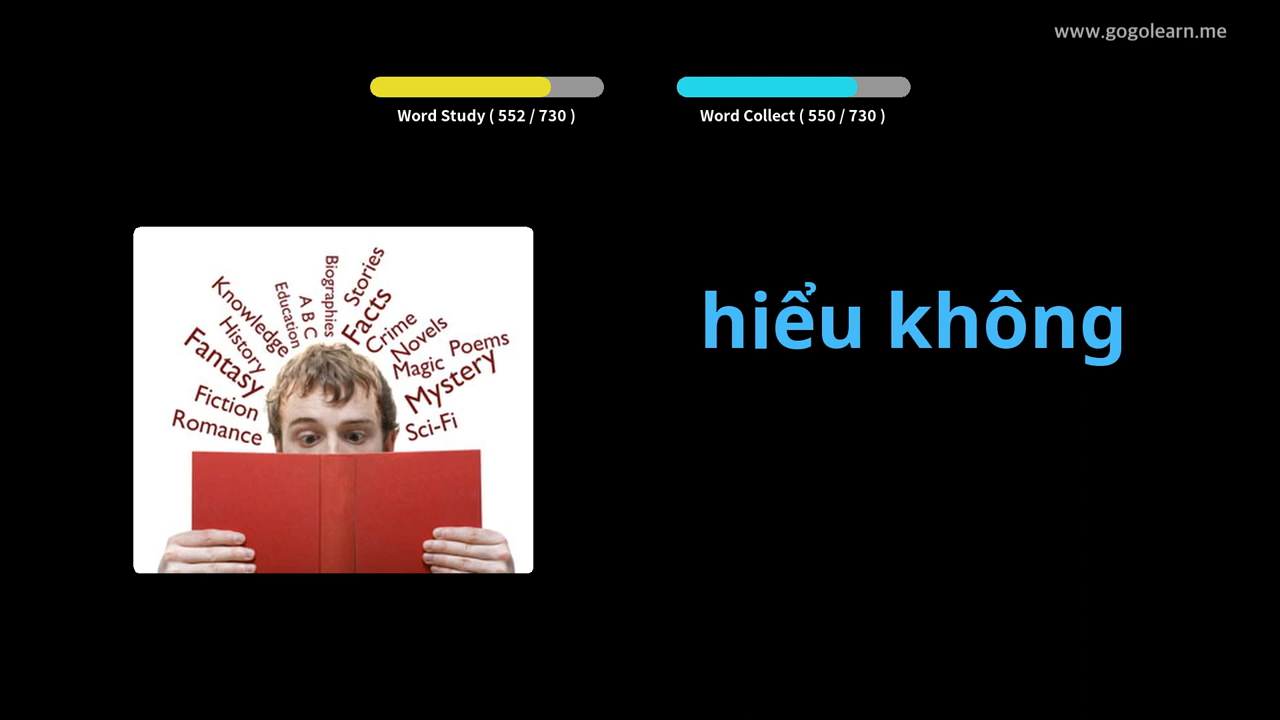 www.gogolearn.me
Word Study ( 552 / 730 )
Word Collect ( 550 / 730 )
Knowledge
Education
A B C
Biographies
Stories
Facts
Crime
Novels
Poems
Magic
Mystery
Sci-Fi
History
Fantasy
Fiction
Romance
hiểu không